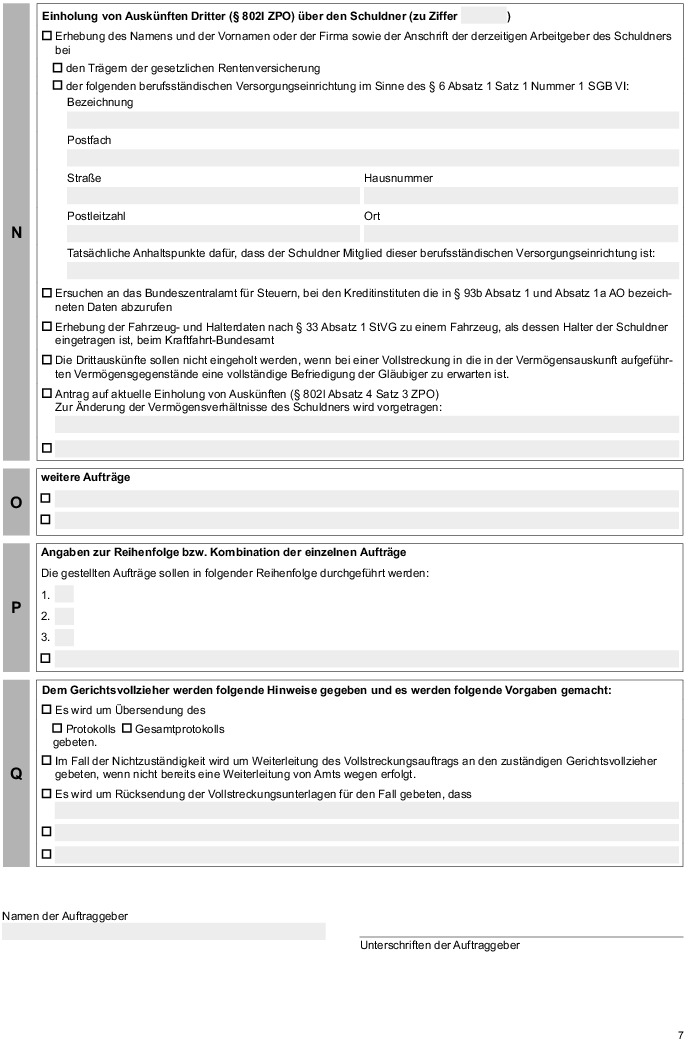 Einholung von Auskünften Dritter (§ 802l ZPO) über den Schuldner (zu Ziffer )
Erhebung des Namens und der Vornamen oder der Firma sowie der Anschrift der derzeitigen Arbeitgeber des Schuldners
bei
den Trägern der gesetzlichen Rentenversicherung
der folgenden berufsständischen Versorgungseinrichtung im Sinne des § 6 Absatz 1 Satz 1 Nummer 1 SGB VI:
Bezeichnung
Postfach
Straße Hausnummer
N
Postleitzahl Ort
Tatsächliche Anhaltspunkte dafür, dass der Schuldner Mitglied dieser berufsständischen Versorgungseinrichtung ist:
Ersuchen an das Bundeszentralamt für Steuern, bei den Kreditinstituten die in § 93b Absatz 1 und Absatz 1a AO bezeich-
neten Daten abzurufen
Erhebung der Fahrzeug- und Halterdaten nach § 33 Absatz 1 StVG zu einem Fahrzeug, als dessen Halter der Schuldner
eingetragen ist, beim Kraftfahrt-Bundesamt
Die Drittauskünfte sollen nicht eingeholt werden, wenn bei einer Vollstreckung in die in der Vermögensauskunft aufgeführ-
ten Vermögensgegenstände eine vollständige Befriedigung der Gläubiger zu erwarten ist.
Antrag auf aktuelle Einholung von Auskünften (§ 802l Absatz 4 Satz 3 ZPO)
Zur Änderung der Vermögensverhältnisse des Schuldners wird vorgetragen:
weitere Aufträge
O
Angaben zur Reihenfolge bzw. Kombination der einzelnen Aufträge
Die gestellten Aufträge sollen in folgender Reihenfolge durchgeführt werden:
1.
P
2.
3.
Dem Gerichtsvollzieher werden folgende Hinweise gegeben und es werden folgende Vorgaben gemacht:
Es wird um Übersendung des
Protokolls Gesamtprotokolls
gebeten.
Im Fall der Nichtzuständigkeit wird um Weiterleitung des Vollstreckungsauftrags an den zuständigen Gerichtsvollzieher
Q
gebeten, wenn nicht bereits eine Weiterleitung von Amts wegen erfolgt.
Es wird um Rücksendung der Vollstreckungsunterlagen für den Fall gebeten, dass
Namen der Auftraggeber
Unterschriften der Auftraggeber
7